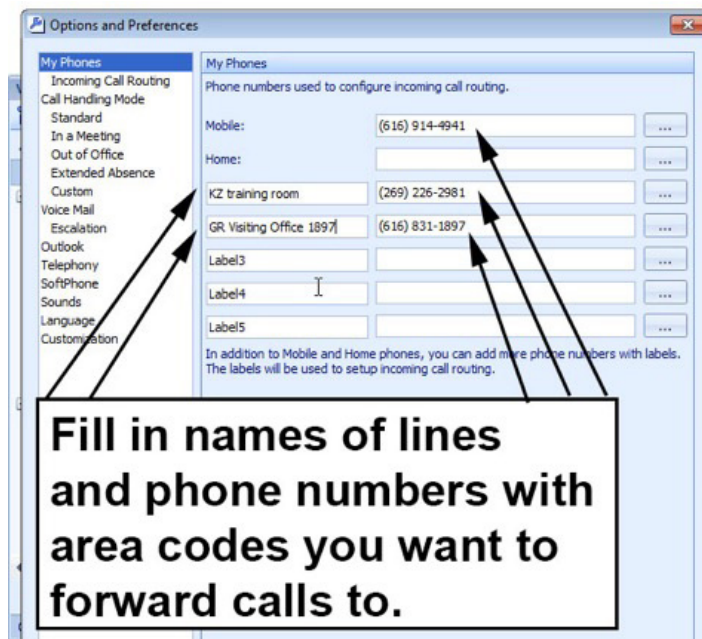 Options and Preferences
My Phones
Incoming Call Routing
Call Handling Mode
Standard
In a Meeting
Out of Office
Extended Absence
Custom
Voice Mail
Escalation
Outlook
Telephony
SoftPhone
Sounds
Language
Customization
My Phones
Phone numbers used to configure incoming call routing.
Mobile: (616) 914-4941 ...
Home: ...
KZ training room (269) 226-2981 ...
GR Visiting Office 1897 (616) 831-1897 ...
Label3 ...
Label4 ...
Label5 ...
In addition to Mobile and Home phones, you can add more phone numbers with labels.
The labels will be used to setup incoming call routing.
Fill in names of lines
and phone numbers with
area codes you want to
forward calls to.